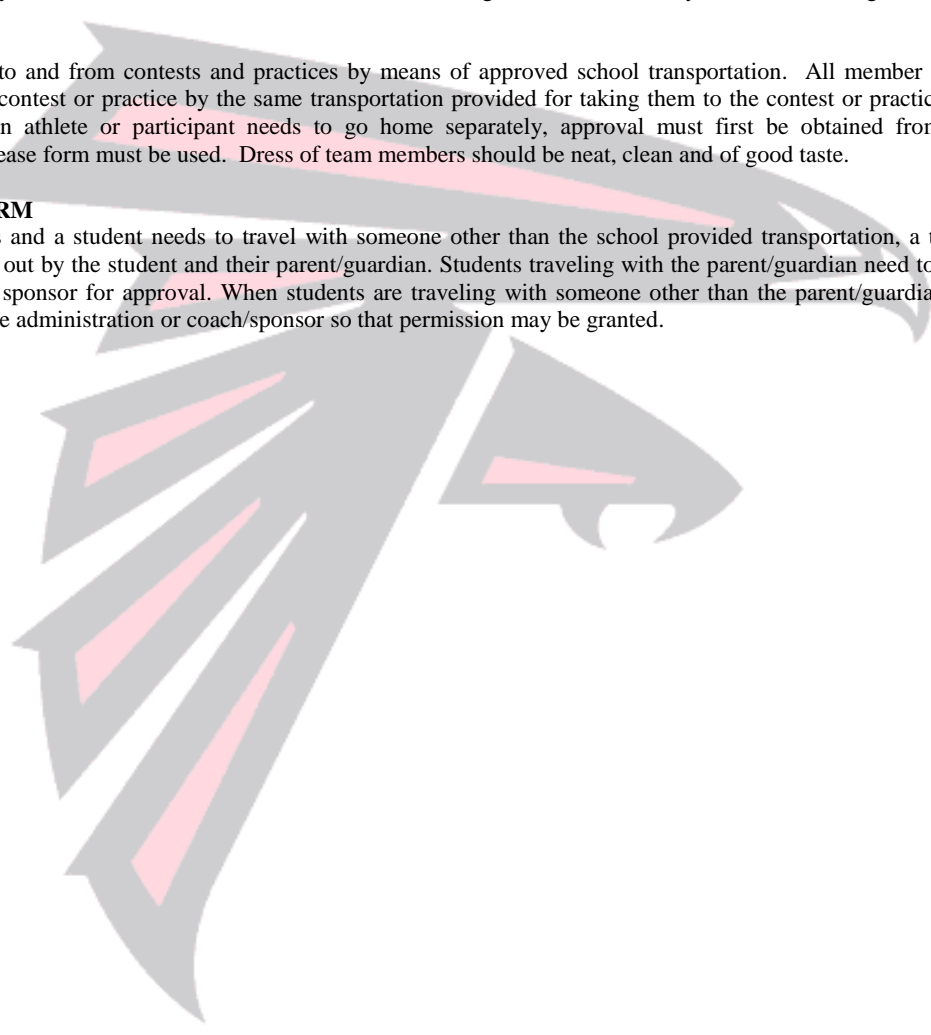 to and from contests and practices by means of approved school transportation. All member
contest or practice by the same transportation provided for taking them to the contest or practic
n athlete or participant needs to go home separately, approval must first be obtained from
ease form must be used. Dress of team members should be neat, clean and of good taste.
RM
s and a student needs to travel with someone other than the school provided transportation, a t
out by the student and their parent/guardian. Students traveling with the parent/guardian need to
sponsor for approval. When students are traveling with someone other than the parent/guardia
e administration or coach/sponsor so that permission may be granted.